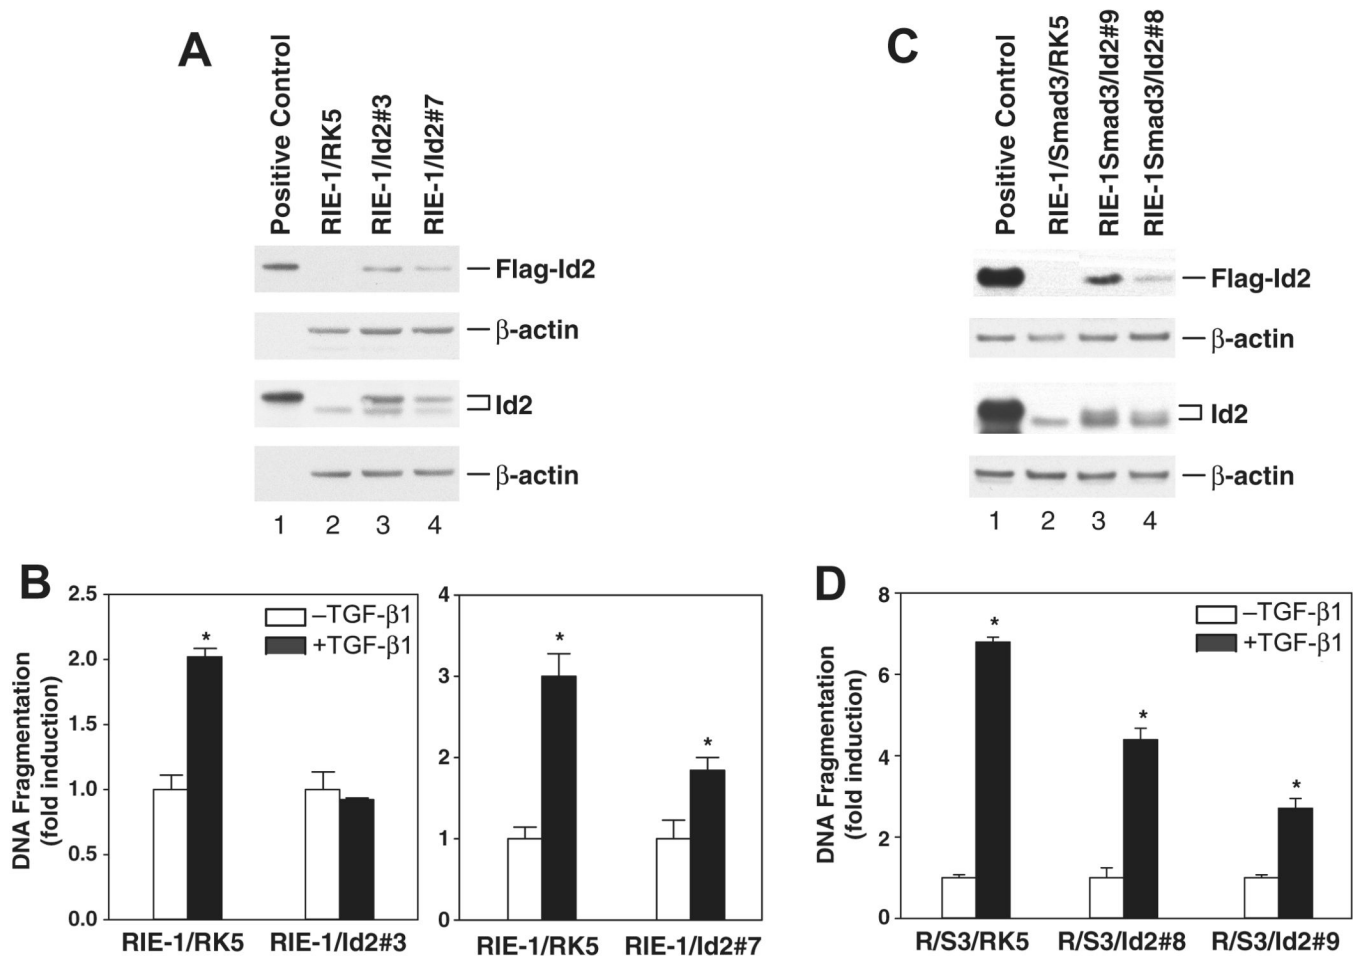 A
Positive Control
RIE-1/RK5
RIE-1/Id2#3
RIE-1/Id2#7
Flag-Id2
β-actin
Id2
β-actin
1 2 3 4
C
Positive Control
RIE-1/Smad3/RK5
RIE-1Smad3/Id2#9
RIE-1Smad3/Id2#8
Flag-Id2
β-actin
Id2
β-actin
1 2 3 4
B
DNA Fragmentation
(fold induction)
2.5
2.0
1.5
1.0
0.5
0.0
–TGF-β1
+TGF-β1
*
RIE-1/RK5 RIE-1/Id2#3
4
3
2
1
0
*
*
RIE-1/RK5 RIE-1/Id2#7
D
DNA Fragmentation
(fold induction)
8
6
4
2
0
–TGF-β1
+TGF-β1
*
*
*
R/S3/RK5 R/S3/Id2#8 R/S3/Id2#9